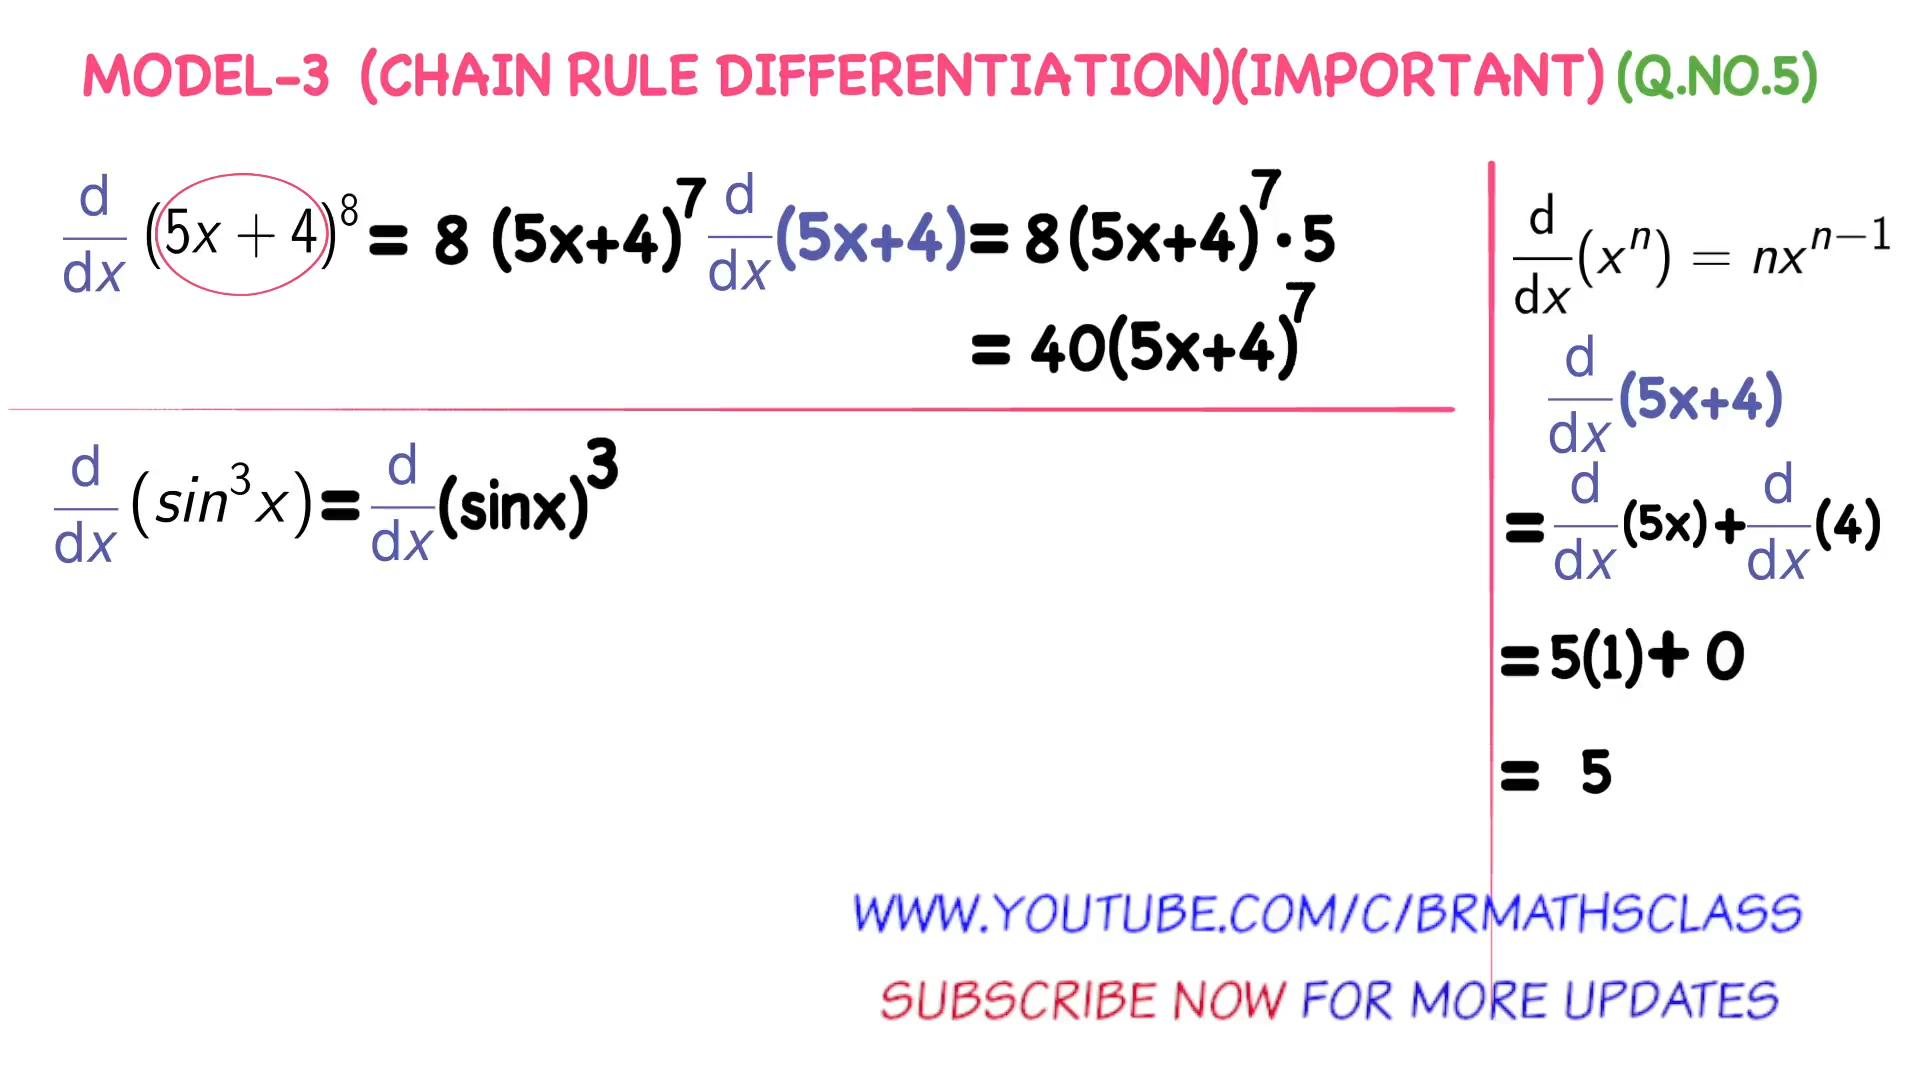 MODEL-3 (CHAIN RULE DIFFERENTIATION)(IMPORTANT) (Q.NO.5)
d/dx (5x + 4)^8 = 8 (5x+4)^7 d/dx (5x+4) = 8(5x+4)^7 · 5
= 40(5x+4)^7
d/dx (sin^3 x) = d/dx (sinx)^3
d/dx (x^n) = nx^{n-1}
d/dx (5x+4)
= d/dx (5x) + d/dx (4)
= 5(1) + 0
= 5
WWW.YOUTUBE.COM/C/BRMATHSCLASS
SUBSCRIBE NOW FOR MORE UPDATES